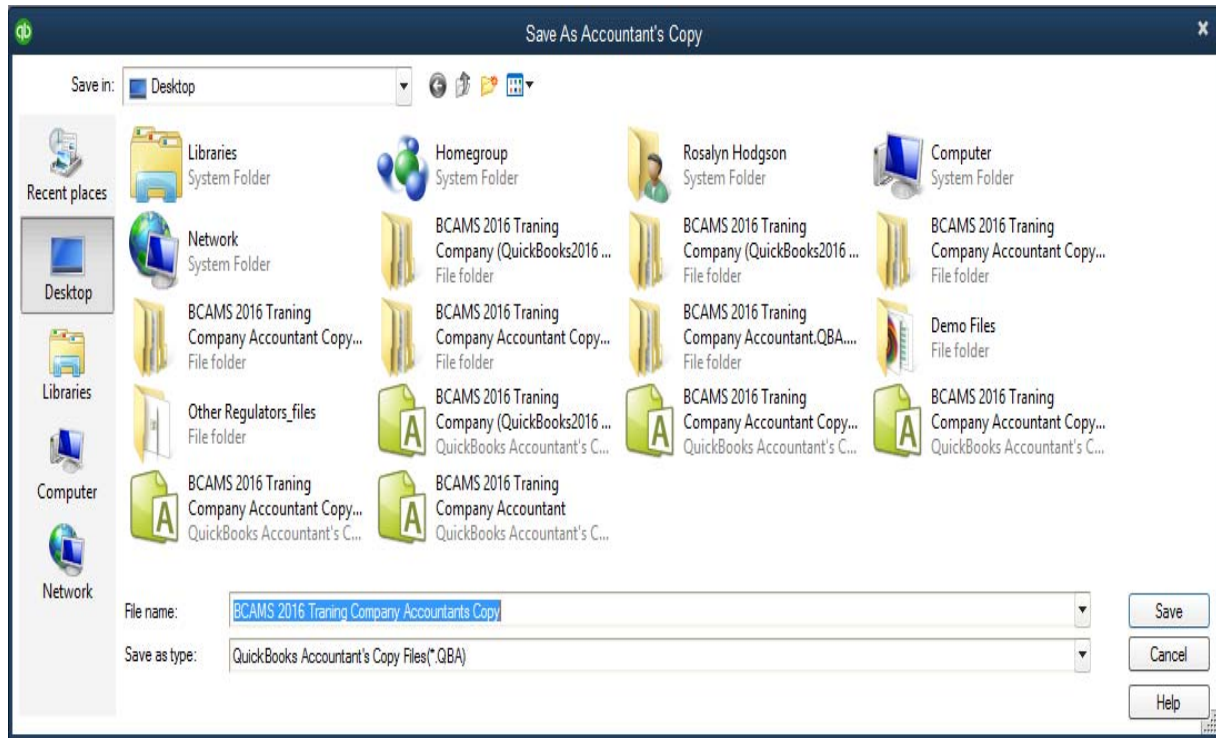 qb
Save As Accountant's Copy
Save in:
Desktop
Recent places
Desktop
Libraries
Computer
Network
Libraries
System Folder
Homegroup
System Folder
Rosalyn Hodgson
System Folder
Computer
System Folder
Network
System Folder
BCAMS 2016 Traning
Company (QuickBooks2016 ...
File folder
BCAMS 2016 Traning
Company (QuickBooks2016 ...
File folder
BCAMS 2016 Traning
Company Accountant Copy...
File folder
BCAMS 2016 Traning
Company Accountant Copy...
File folder
BCAMS 2016 Traning
Company Accountant Copy...
File folder
BCAMS 2016 Traning
Company Accountant.QBA....
File folder
Demo Files
File folder
Other Regulators_files
File folder
BCAMS 2016 Traning
Company (QuickBooks2016 ...
QuickBooks Accountant's C...
BCAMS 2016 Traning
Company Accountant Copy...
QuickBooks Accountant's C...
BCAMS 2016 Traning
Company Accountant Copy...
QuickBooks Accountant's C...
BCAMS 2016 Traning
Company Accountant Copy...
QuickBooks Accountant's C...
BCAMS 2016 Traning
Company Accountant
QuickBooks Accountant's C...
File name:
BCAMS 2016 Traning Company Accountants Copy
Save
Save as type:
QuickBooks Accountant's Copy Files(*.QBA)
Cancel
Help